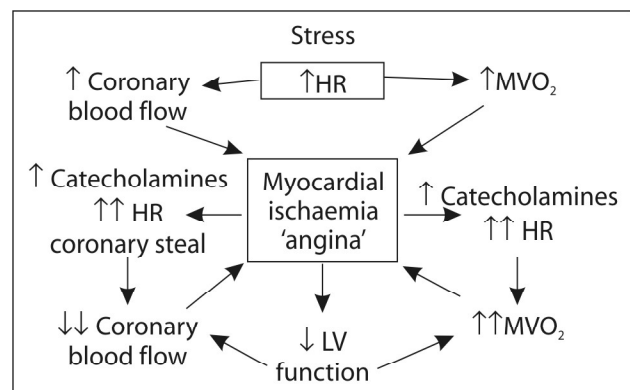 Stress
↑ Coronary
blood flow
↑HR
↑MVO₂
↑ Catecholamines
↑↑ HR
coronary steal
Myocardial
ischaemia
‘angina’
↑ Catecholamines
↑↑ HR
↓↓ Coronary
blood flow
↓ LV
function
↑↑MVO₂